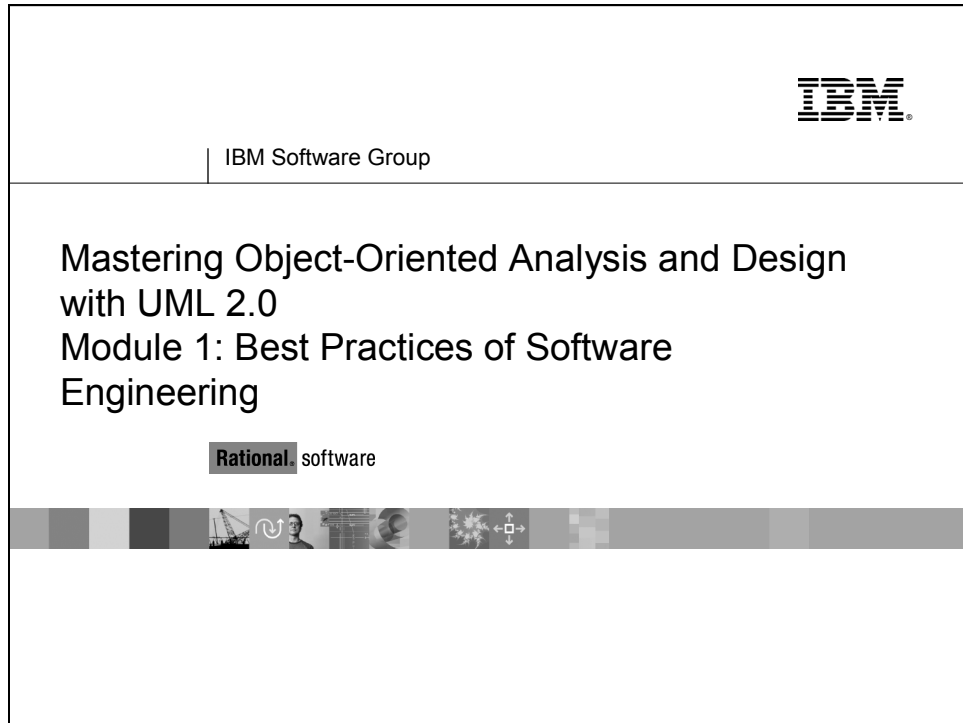 IBM®
IBM Software Group
Mastering Object-Oriented Analysis and Design
with UML 2.0
Module 1: Best Practices of Software
Engineering
Rational® software